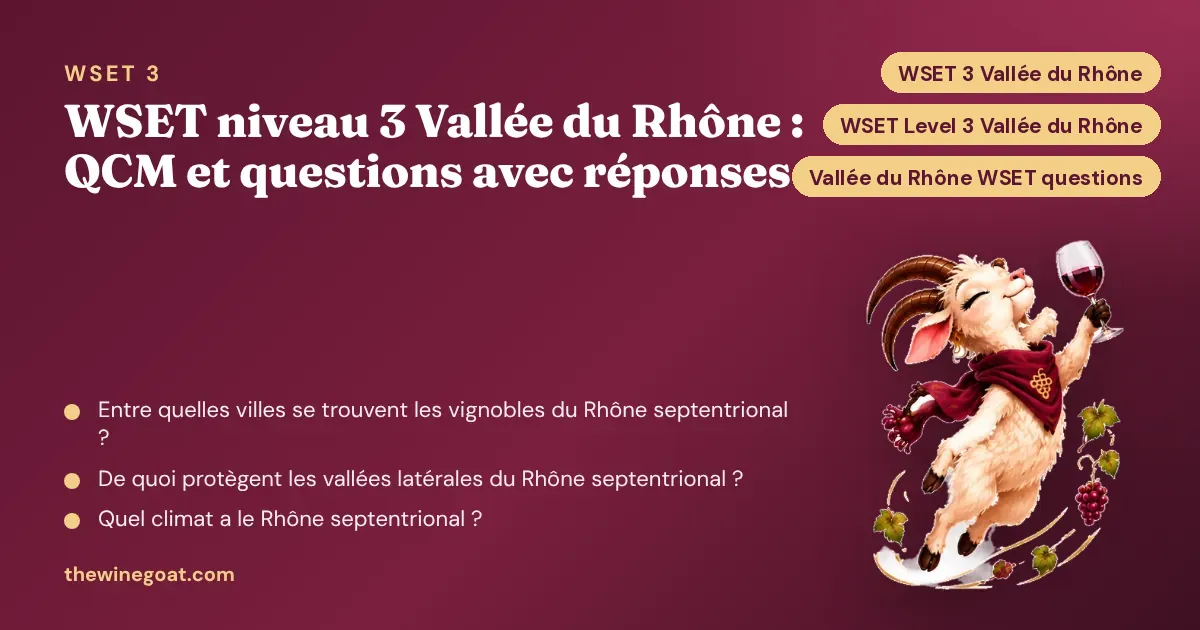 WSET 3
WSET niveau 3 Vallée du Rhône :
QCM et questions avec réponses
WSET 3 Vallée du Rhône
WSET Level 3 Vallée du Rhône
Vallée du Rhône WSET questions
Entre quelles villes se trouvent les vignobles du Rhône septentrional
?
De quoi protègent les vallées latérales du Rhône septentrional ?
Quel climat a le Rhône septentrional ?
thewinegoat.com